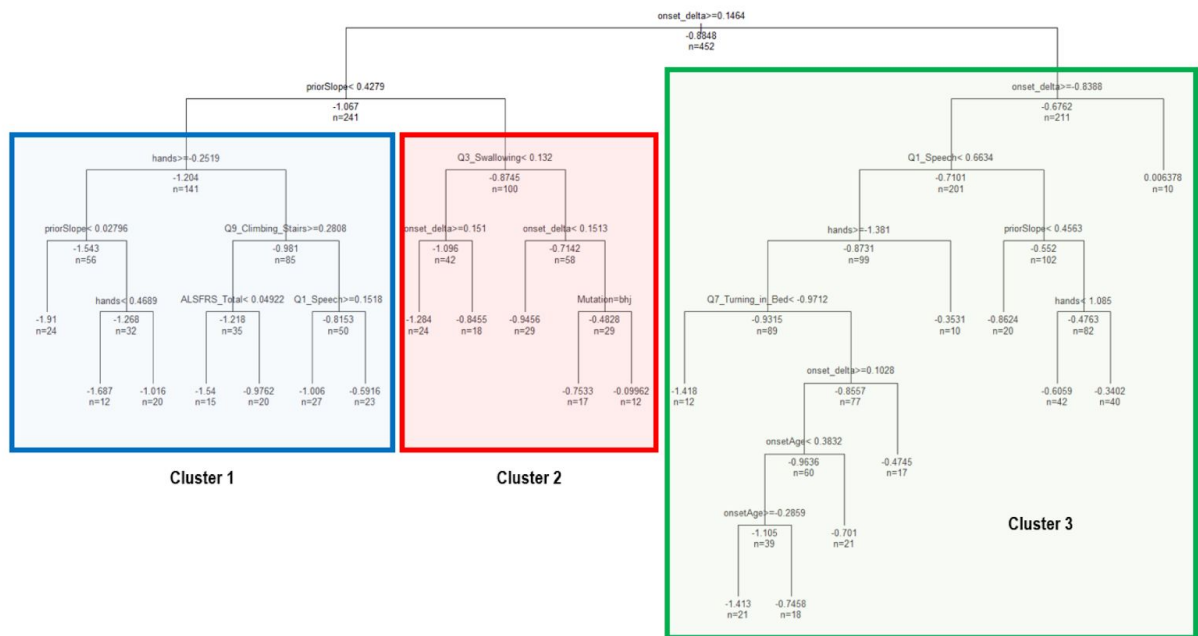 onset_delta>=0.1464
-0.8848
n=452
priorSlope< 0.4279
-1.067
n=241
onset_delta>=-0.8388
-0.6762
n=211
hands>=-0.2519
-1.204
n=141
Q3_Swallowing< 0.132
-0.8745
n=100
Q1_Speech< 0.6634
-0.7101
n=201
0.006378
n=10
priorSlope< 0.02796
-1.543
n=56
Q9_Climbing_Stairs>=0.2808
-0.981
n=85
onset_delta>=0.151
-1.096
n=42
onset_delta< 0.1513
-0.7142
n=58
hands>=-1.381
-0.8731
n=99
priorSlope< 0.4563
-0.552
n=102
-1.91
n=24
hands< 0.4689
-1.268
n=32
ALSFRS_Total< 0.04922
-1.218
n=35
Q1_Speech>=0.1518
-0.8153
n=50
-1.284
n=24
-0.8455
n=18
-0.9456
n=29
Mutation=bhj
-0.4828
n=29
Q7_Turning_in_Bed< -0.9712
-0.9315
n=89
-0.3531
n=10
-0.8624
n=20
hands< 1.085
-0.4763
n=82
-1.687
n=12
-1.016
n=20
-1.54
n=15
-0.9762
n=20
-1.006
n=27
-0.5916
n=23
-0.7533
n=17
-0.09962
n=12
-1.418
n=12
onset_delta>=0.1028
-0.8557
n=77
-0.6059
n=42
-0.3402
n=40
onsetAge< 0.3832
-0.9636
n=60
-0.4745
n=17
onsetAge>=-0.2859
-1.105
n=39
-0.701
n=21
-1.413
n=21
-0.7458
n=18
Cluster 1
Cluster 2
Cluster 3